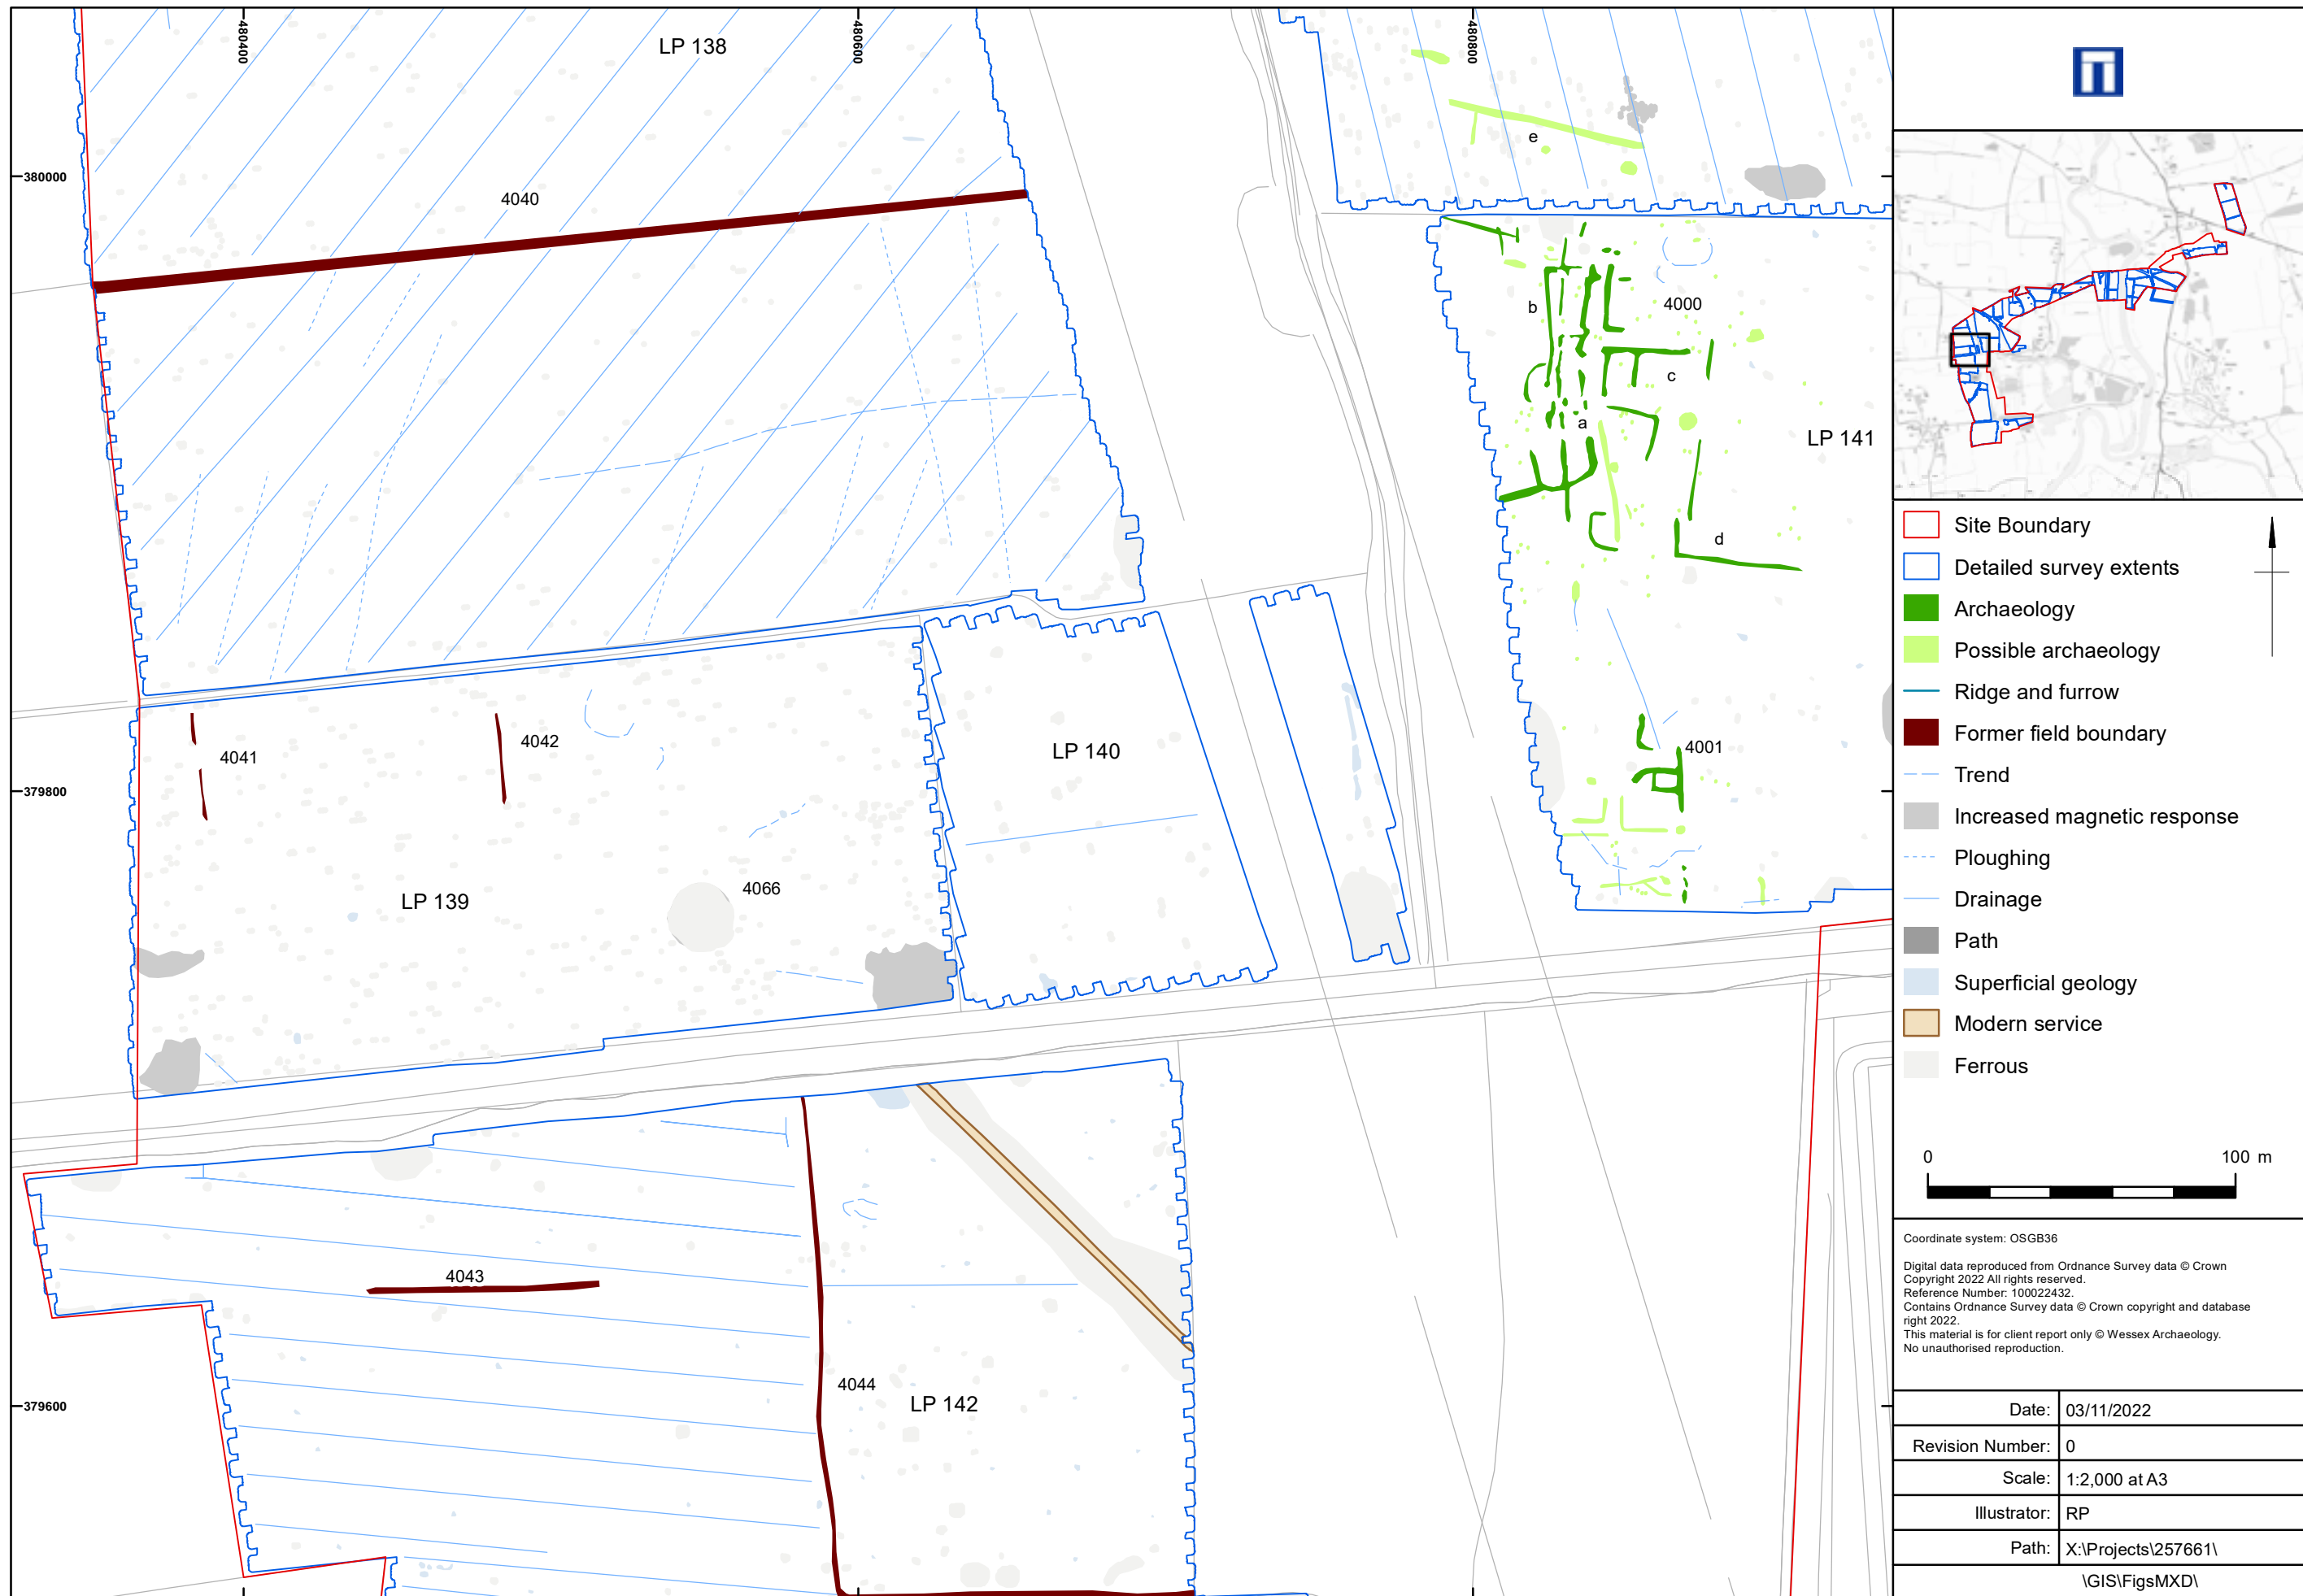 480400
480600
480800
LP 138
e
380000
4040
b
4000
c
a
LP 141
d
4041
4042
LP 140
4001
379800
LP 139
4066
4043
4044
LP 142
379600
Site Boundary
Detailed survey extents
Archaeology
Possible archaeology
Ridge and furrow
Former field boundary
Trend
Increased magnetic response
Ploughing
Drainage
Path
Superficial geology
Modern service
Ferrous
0 100 m
Coordinate system: OSGB36
Digital data reproduced from Ordnance Survey data © Crown
Copyright 2022 All rights reserved.
Reference Number: 100022432.
Contains Ordnance Survey data © Crown copyright and database
right 2022.
This material is for client report only © Wessex Archaeology.
No unauthorised reproduction.
Date: 03/11/2022
Revision Number: 0
Scale: 1:2,000 at A3
Illustrator: RP
Path: X:\Projects\257661\
\GIS\FigsMXD\